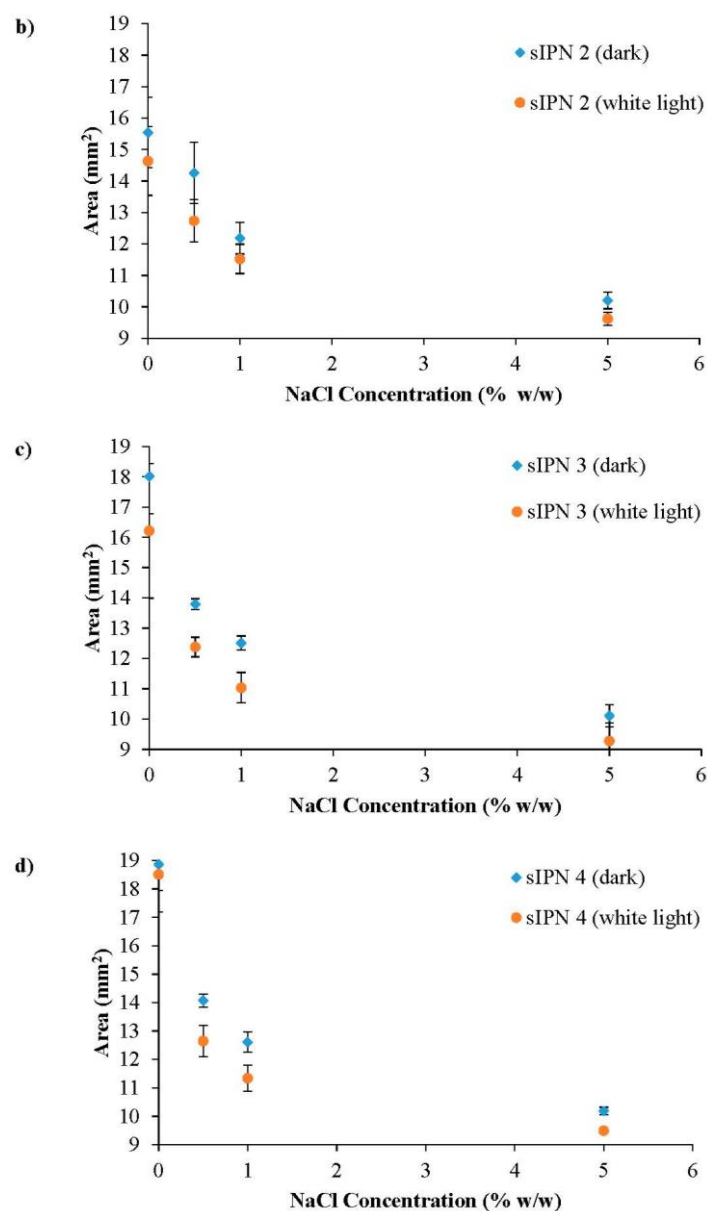 b)
19
18
17
16
15
14
13
12
11
10
9
Area (mm²)
sIPN 2 (dark)
sIPN 2 (white light)
0 1 2 3 4 5 6
NaCl Concentration (% w/w)
c)
19
18
17
16
15
14
13
12
11
10
9
Area (mm²)
sIPN 3 (dark)
sIPN 3 (white light)
0 1 2 3 4 5 6
NaCl Concentration (% w/w)
d)
19
18
17
16
15
14
13
12
11
10
9
Area (mm²)
sIPN 4 (dark)
sIPN 4 (white light)
0 1 2 3 4 5 6
NaCl Concentration (% w/w)